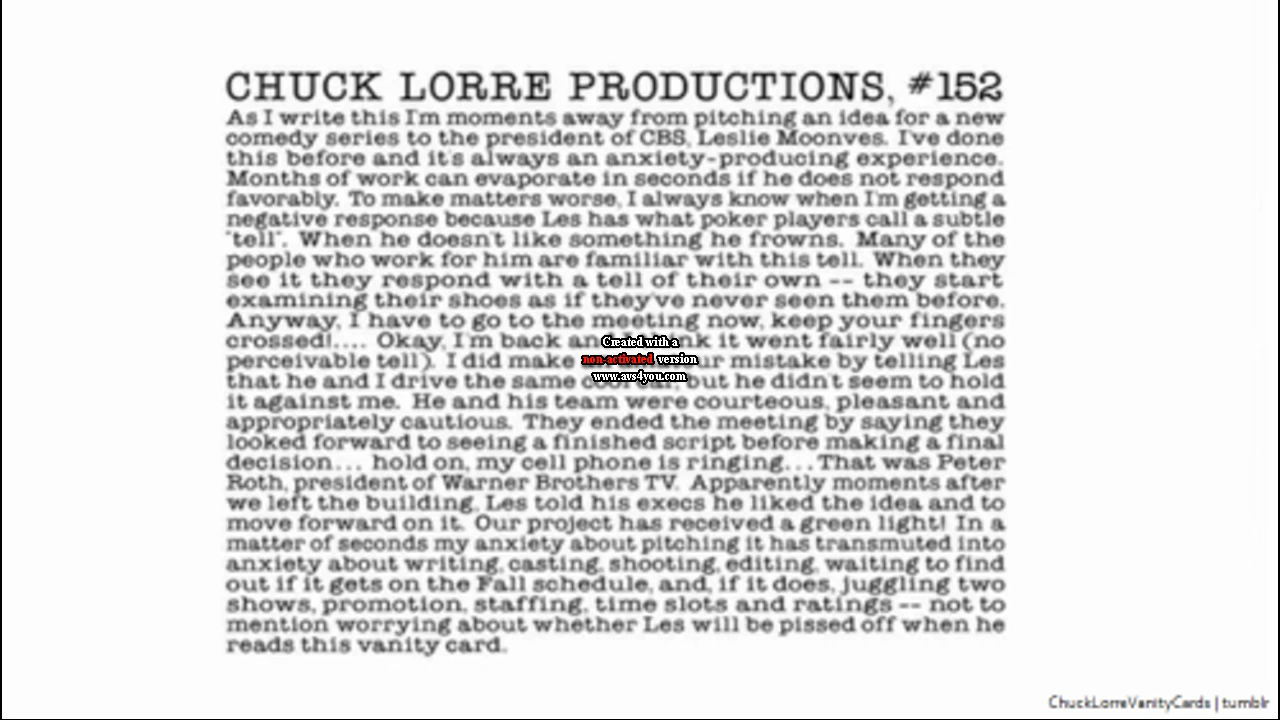 CHUCK LORRE PRODUCTIONS, #152
As I write this I'm moments away from pitching an idea for a new
comedy series to the president of CBS, Leslie Moonves. I've done
this before and it's always an anxiety-producing experience.
Months of work can evaporate in seconds if he does not respond
favorably. To make matters worse, I always know when I'm getting a
negative response because Les has what poker players call a subtle
"tell". When he doesn't like something he frowns. Many of the
people who work for him are familiar with this tell. When they
see it they respond with a tell of their own -- they start
examining their shoes as if they've never seen them before.
Anyway, I have to go to the meeting now, keep your fingers
crossed!.... Okay, I'm back an it went fairly well (no
perceivable tell). I did make mistake by telling Les
that he and I drive the same but he didn't seem to hold
it against me. He and his team were courteous, pleasant and
appropriately cautious. They ended the meeting by saying they
looked forward to seeing a finished script before making a final
decision... hold on, my cell phone is ringing...That was Peter
Roth, president of Warner Brothers TV. Apparently moments after
we left the building, Les told his execs he liked the idea and to
move forward on it. Our project has received a green light! In a
matter of seconds my anxiety about pitching it has transmuted into
anxiety about writing, casting, shooting, editing, waiting to find
out if it gets on the Fall schedule, and, if it does, juggling two
shows, promotion, staffing, time slots and ratings -- not to
mention worrying about whether Les will be pissed off when he
reads this vanity card.
Created with a
non-activated version
www.avs4you.com
ChuckLorreVanityCards | tumblr